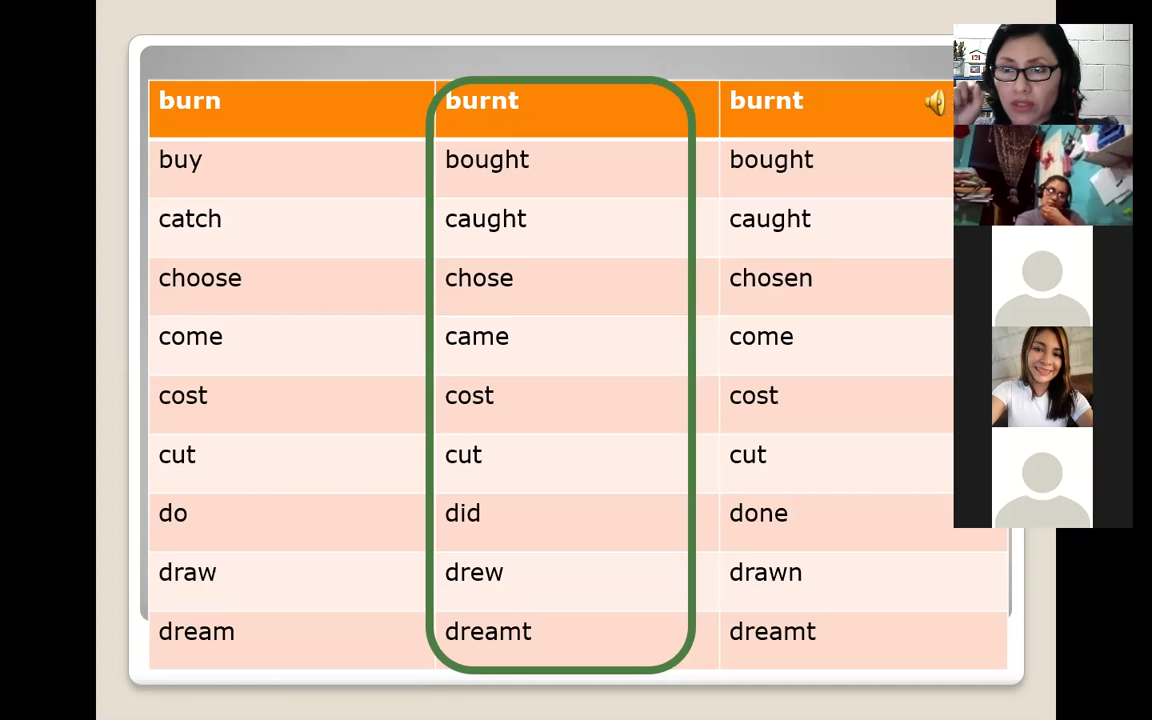 burn burnt burnt
buy bought bought
catch caught caught
choose chose chosen
come came come
cost cost cost
cut cut cut
do did done
draw drew drawn
dream dreamt dreamt